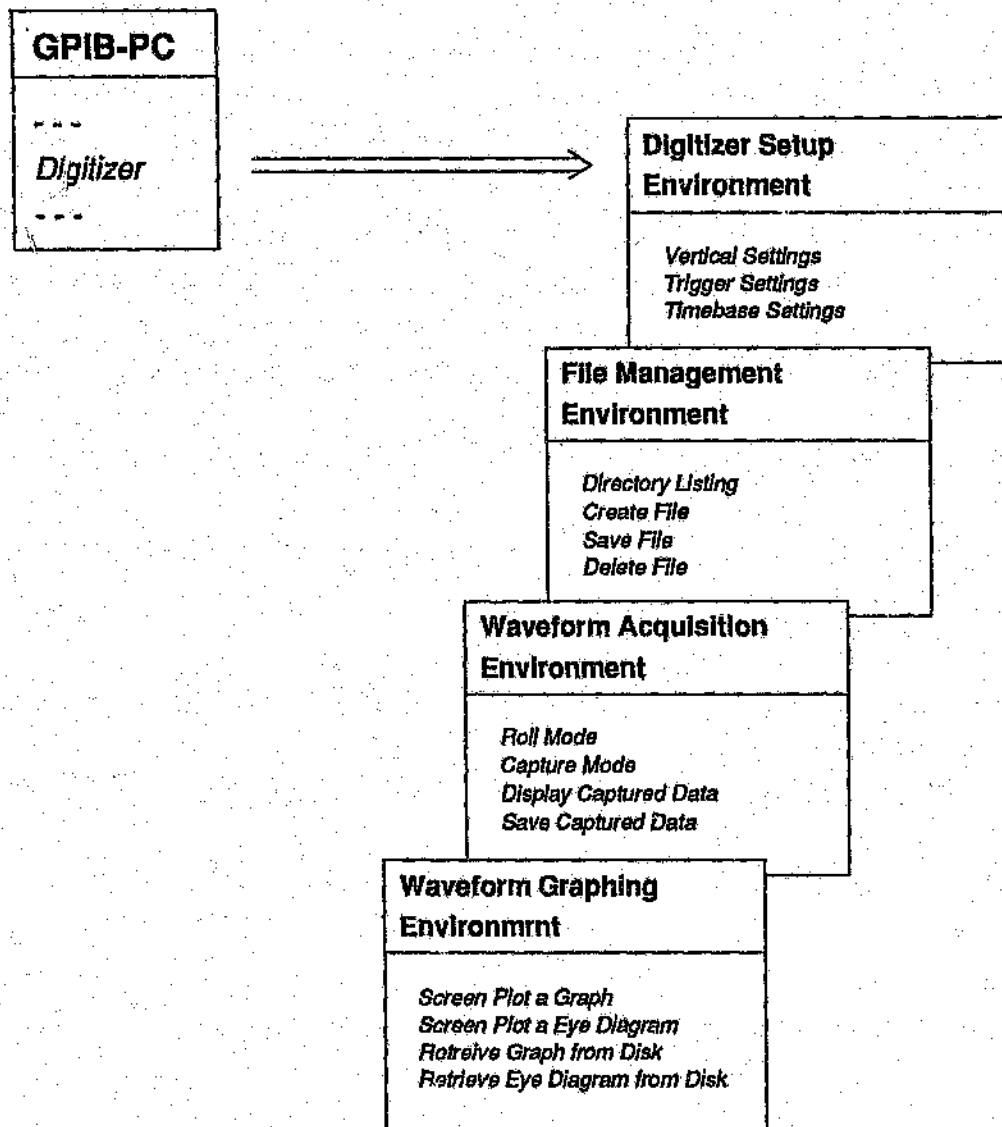 GPIB-PC
- - -
Digitizer
- - -
Digitizer Setup
Environment
Vertical Settings
Trigger Settings
Timebase Settings
File Management
Environment
Directory Listing
Create File
Save File
Delete File
Waveform Acquisition
Environment
Roll Mode
Capture Mode
Display Captured Data
Save Captured Data
Waveform Graphing
Environmrnt
Screen Plot a Graph
Screen Plot a Eye Diagram
Retreive Graph from Disk
Retrieve Eye Diagram from Disk